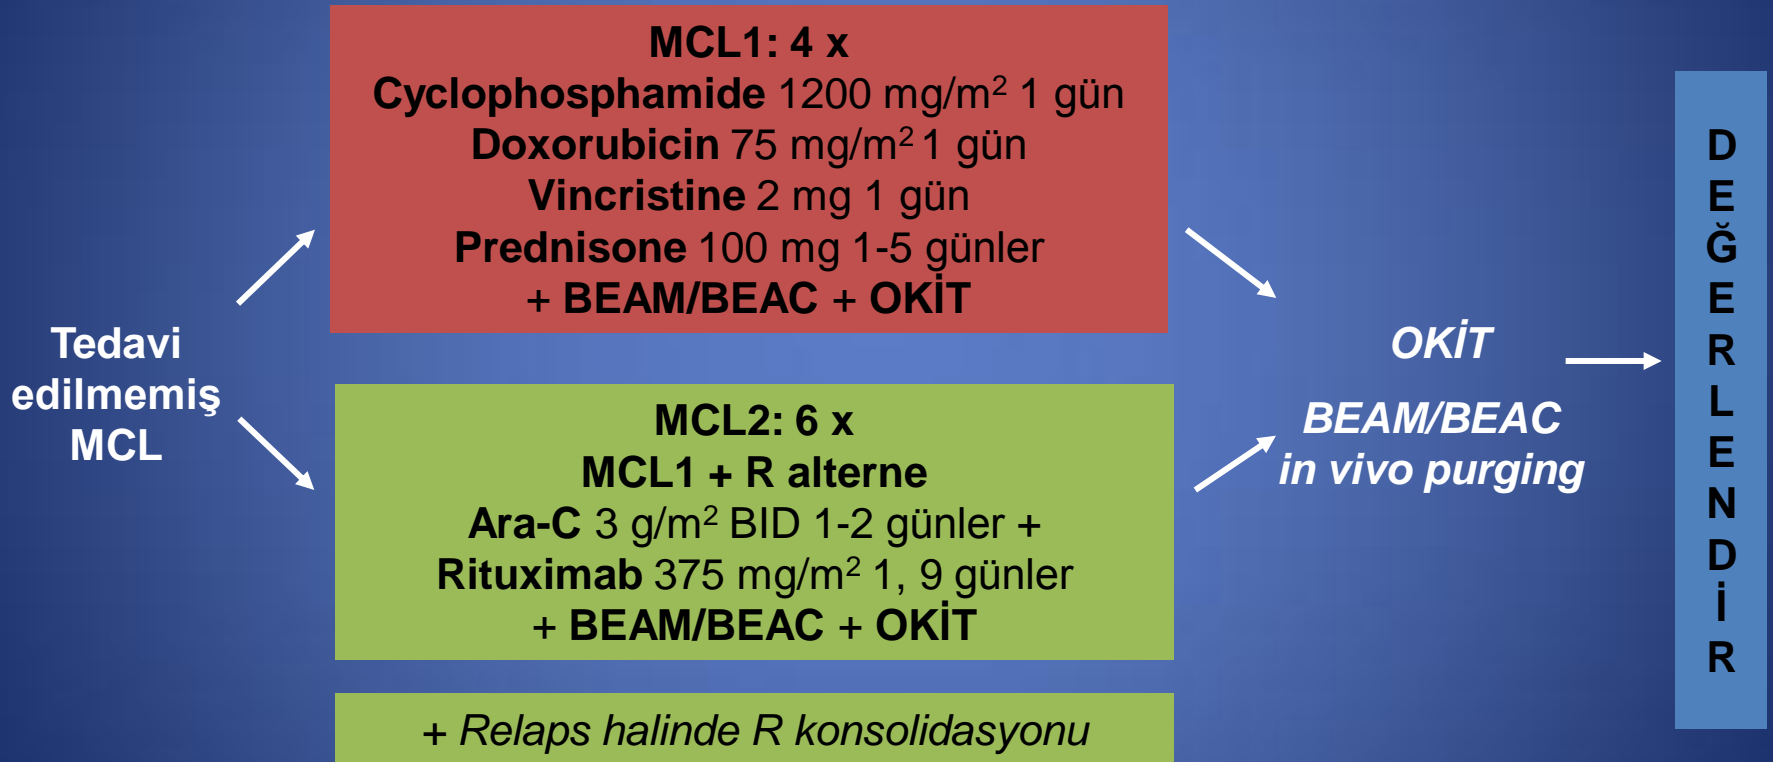 Tedavi
edilmemiş
MCL
MCL1: 4 x
Cyclophosphamide 1200 mg/m² 1 gün
Doxorubicin 75 mg/m² 1 gün
Vincristine 2 mg 1 gün
Prednisone 100 mg 1-5 günler
+ BEAM/BEAC + OKİT
MCL2: 6 x
MCL1 + R alterne
Ara-C 3 g/m² BID 1-2 günler +
Rituximab 375 mg/m² 1, 9 günler
+ BEAM/BEAC + OKİT
+ Relaps halinde R konsolidasyonu
OKİT
BEAM/BEAC
in vivo purging
D
E
Ğ
E
R
L
E
N
D
İ
R